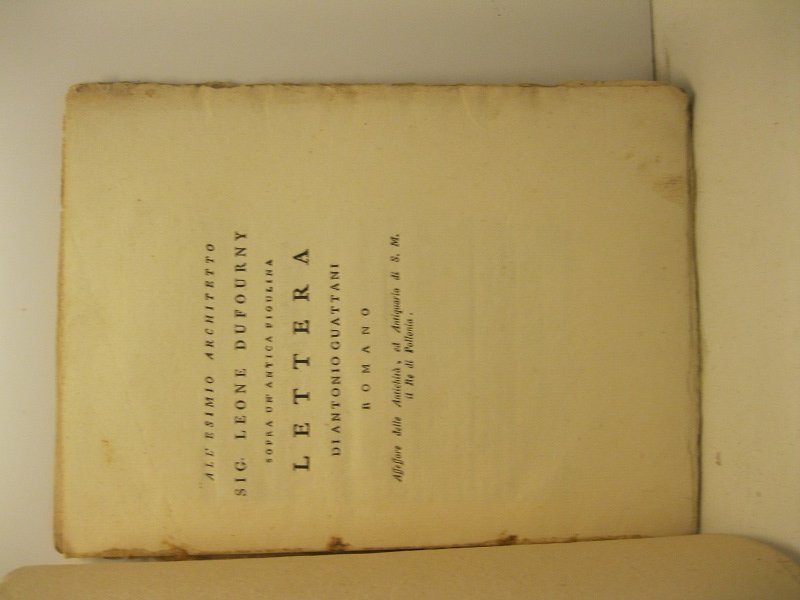 ALL' ESIMIO ARCHITETTO
SIG. LEONE DUFOURNY
SOPRA UN' ANTICA FIGULINA
LETTERA
DI ANTONIO GUATTANI
ROMANO
Assessore delle Antichità, ed Antiquario di S. M.
il Re di Pollonia.